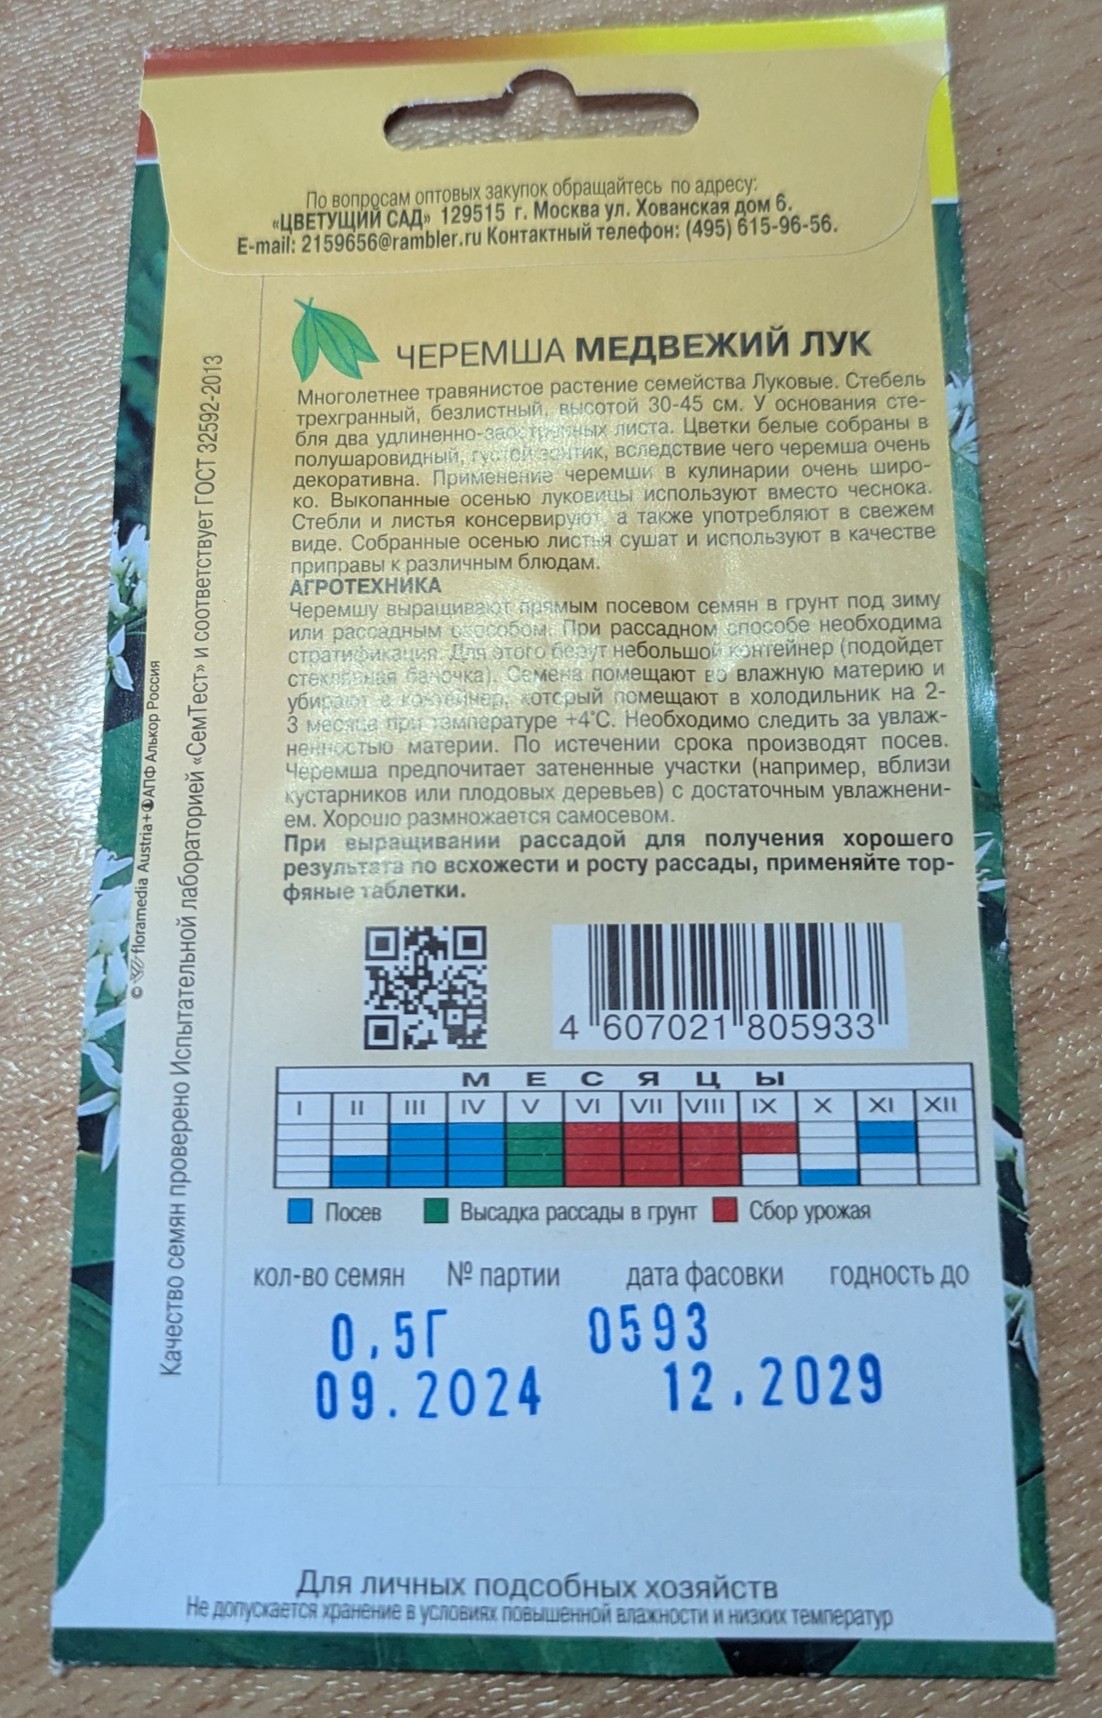 По вопросам оптовых закупок обращайтесь по адресу:
«ЦВЕТУЩИЙ САД» 129515 г. Москва ул. Хованская дом 6.
E-mail: 2159656@rambler.ru Контактный телефон: (495) 615-96-56.
ЧЕРЕМША МЕДВЕЖИЙ ЛУК
Многолетнее травянистое растение семейства Луковые. Стебель
трехгранный, безлистный, высотой 30-45 см. У основания сте-
бля два удлиненно-заостренных листа. Цветки белые собраны в
полушаровидный, густой зонтик, вследствие чего черемша очень
декоративна. Применение черемши в кулинарии очень широ-
ко. Выкопанные осенью луковицы используют вместо чеснока.
Стебли и листья консервируют, а также употребляют в свежем
виде. Собранные осенью листья сушат и используют в качестве
приправы к различным блюдам.
АГРОТЕХНИКА
Черемшу выращивают прямым посевом семян в грунт под зиму
или рассадным способом. При рассадном способе необходима
стратификация. Для этого берут небольшой контейнер (подойдет
стеклянная баночка). Семена помещают во влажную материю и
убирают в контейнер, который помещают в холодильник на 2-
3 месяца при температуре +4°С. Необходимо следить за увлаж-
ненностью материи. По истечении срока производят посев.
Черемша предпочитает затененные участки (например, вблизи
кустарников или плодовых деревьев) с достаточным увлажнени-
ем. Хорошо размножается самосевом.
При выращивании рассадой для получения хорошего
результата по всхожести и росту рассады, применяйте тор-
фяные таблетки.
4 607021 805933
МЕСЯЦЫ
I II III IV V VI VII VIII IX X XI XII
Посев Высадка рассады в грунт Сбор урожая
кол-во семян № партии дата фасовки годность до
0,5Г 0593
09.2024 12.2029
Для личных подсобных хозяйств
Не допускается хранение в условиях повышенной влажности и низких температур
Качество семян проверено Испытательной лабораторией «СемТест» и соответствует ГОСТ 32592-2013
© floramedia Austria+АПФ Алькор Россия